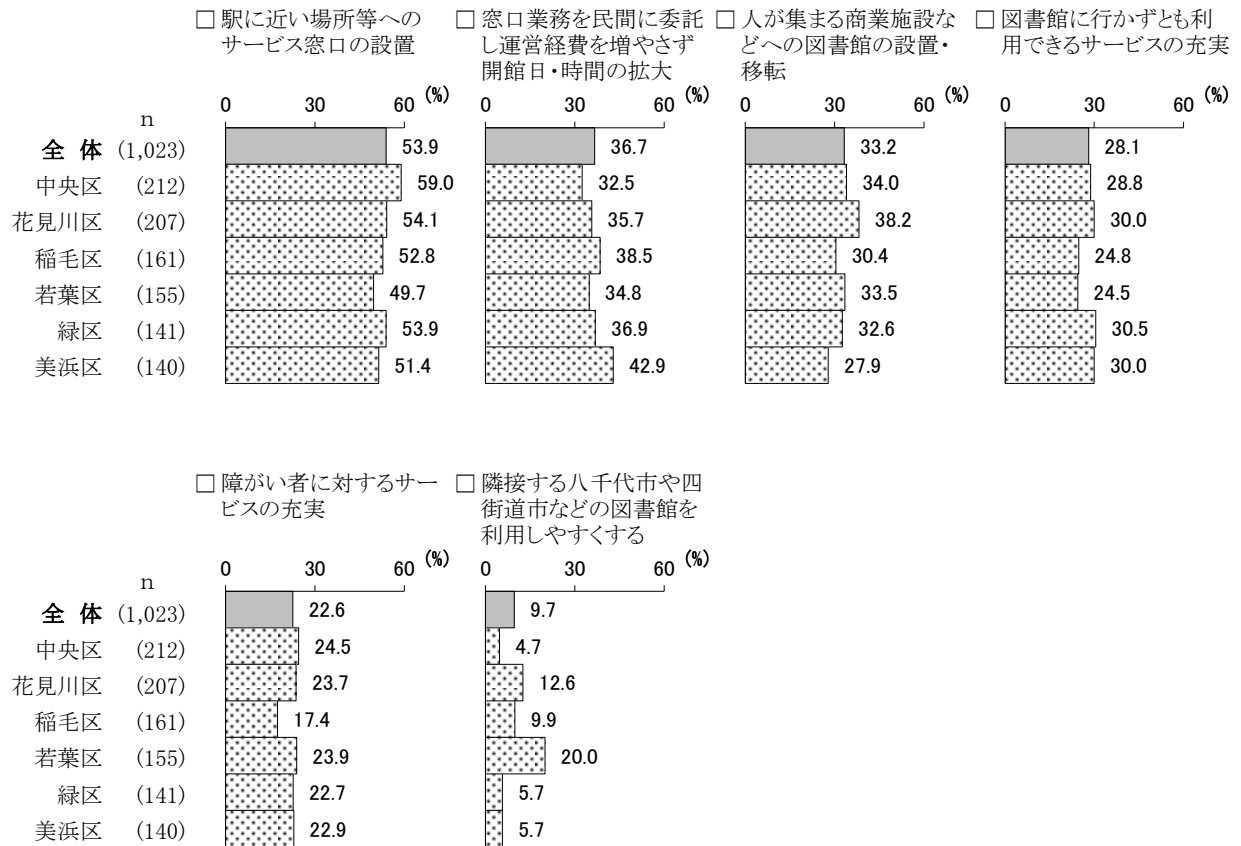 □ 駅に近い場所等への
サービス窓口の設置
□ 窓口業務を民間に委託
し運営経費を増やさず
開館日・時間の拡大
□ 人が集まる商業施設な
どへの図書館の設置・
移転
□ 図書館に行かずとも利
用できるサービスの充実
0 30 60 (%) 0 30 60 (%) 0 30 60 (%) 0 30 60 (%)
n
全 体 (1,023) 53.9 36.7 33.2 28.1
中央区 (212) 59.0 32.5 34.0 28.8
花見川区 (207) 54.1 35.7 38.2 30.0
稲毛区 (161) 52.8 38.5 30.4 24.8
若葉区 (155) 49.7 34.8 33.5 24.5
緑区 (141) 53.9 36.9 32.6 30.5
美浜区 (140) 51.4 42.9 27.9 30.0
□ 障がい者に対するサー
ビスの充実
□ 隣接する八千代市や四
街道市などの図書館を
利用しやすくする
0 30 60 (%) 0 30 60 (%)
n
全 体 (1,023) 22.6 9.7
中央区 (212) 24.5 4.7
花見川区 (207) 23.7 12.6
稲毛区 (161) 17.4 9.9
若葉区 (155) 23.9 20.0
緑区 (141) 22.7 5.7
美浜区 (140) 22.9 5.7